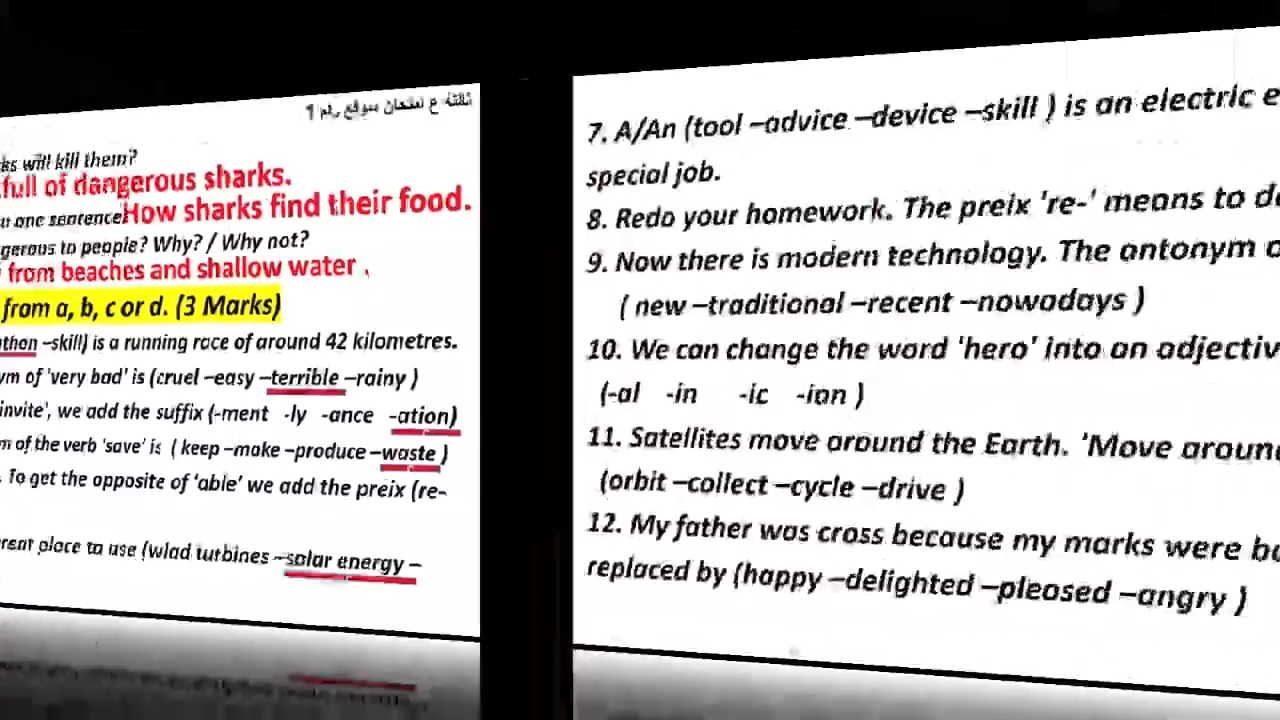 ks will kill them?
full of dangerous sharks.
one sentence How sharks find their food.
gerous to people? Why? / Why not?
from beaches and shallow water .
from a, b, c or d. (3 Marks)
thon –skill) is a running race of around 42 kilometres.
ym of 'very bad' is (cruel –easy –terrible –rainy )
invite', we add the suffix (-ment -ly -ance -ation)
m of the verb 'save' is ( keep –make –produce –waste )
To get the opposite of 'able' we add the preix (re-
rent place to use (wlad turbines –solar energy –
7. A/An (tool –advice –device –skill ) is an electric e
special job.
8. Redo your homework. The preix 're-' means to d
9. Now there is modern technology. The antonym o
( new –traditional –recent –nowadays )
10. We can change the word 'hero' into an adjectiv
(-al -in -ic -ion )
11. Satellites move around the Earth. 'Move aroun
(orbit –collect –cycle –drive )
12. My father was cross because my marks were b
replaced by (happy –delighted –pleased –angry )